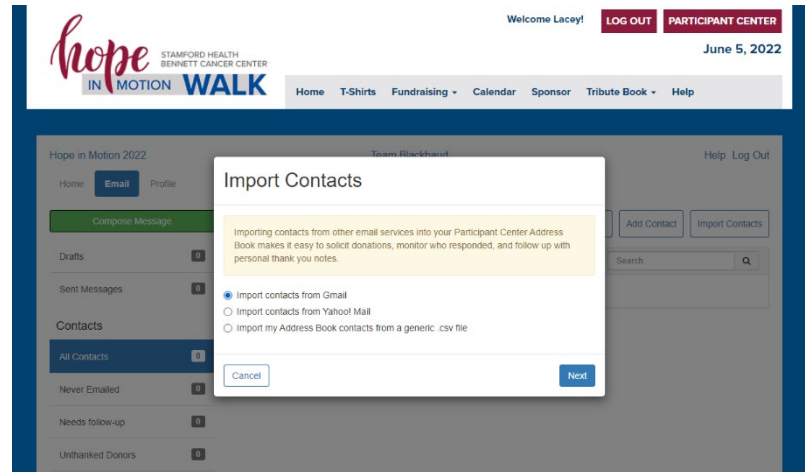 Welcome Lacey!
LOG OUT
PARTICIPANT CENTER
June 5, 2022
hope
IN MOTION WALK
STAMFORD HEALTH
BENNETT CANCER CENTER
Home T-Shirts Fundraising Calendar Sponsor Tribute Book Help
Hope in Motion 2022
Team Blackbaud
Help Log Out
Home Email Profile
Compose Message
Drafts 0
Sent Messages 0
Contacts
All Contacts 0
Never Emailed 0
Needs follow-up 0
Unthanked Donors 0
Add Contact
Import Contacts
Search
Import Contacts
Importing contacts from other email services into your Participant Center Address
Book makes it easy to solicit donations, monitor who responded, and follow up with
personal thank you notes.
Import contacts from Gmail
Import contacts from Yahoo! Mail
Import my Address Book contacts from a generic .csv file
Cancel
Next